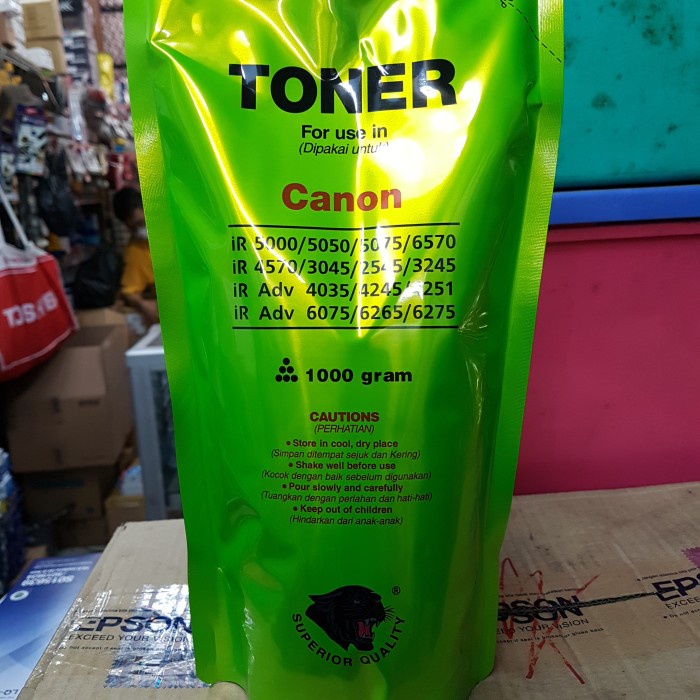 TONER
For use in
(Dipakai untuk)
Canon
iR 5000/5050/5075/6570
iR 4570/3045/2545/3245
iR Adv 4035/4245/4251
iR Adv 6075/6265/6275
1000 gram
CAUTIONS
(PERHATIAN)
• Store in cool, dry place
(Simpan ditempat sejuk dan Kering)
• Shake well before use
(Kocok dengan baik sebelum digunakan)
• Pour slowly and carefully
(Tuangkan dengan perlahan dan hati-hati)
• Keep out of children
(Hindarkan dari anak-anak)
®
SUPERIOR QUALITY
EPSON
EXCEED YOUR VISION
EPSON
EXCEED YOUR
EPS
S015639